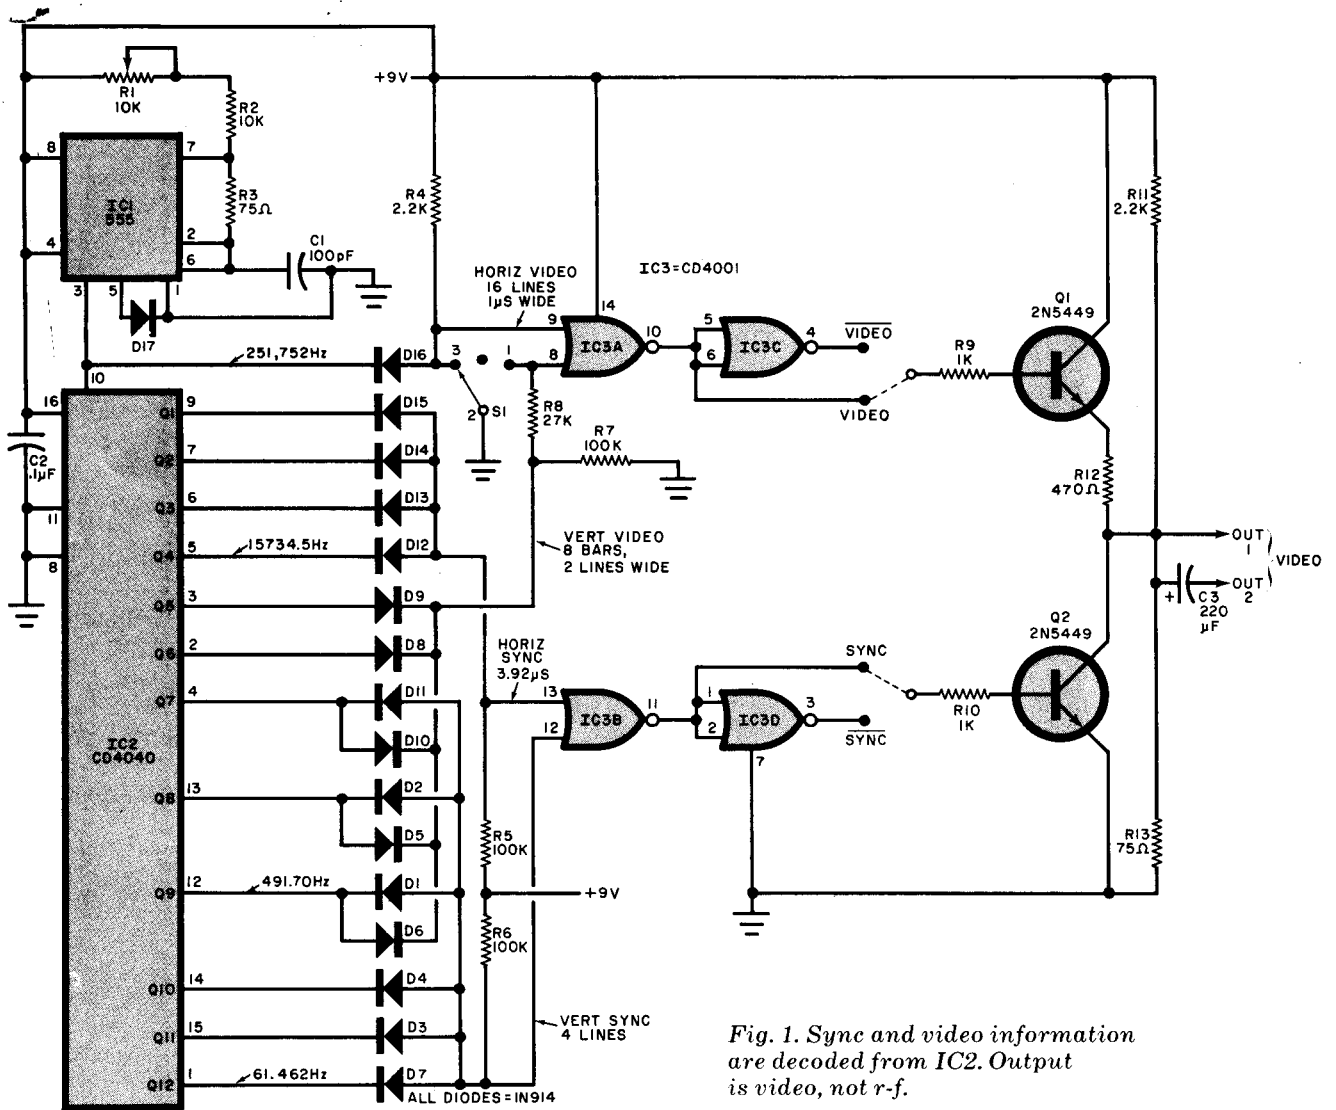 +9V
R1
10K
R2
10K
8
7
IC1
555
R3
75Ω
4
2
6
3
5
1
C1
100pF
D17
R4
2.2K
HORIZ VIDEO
16 LINES
1µS WIDE
IC3=CD4001
14
9
8
IC3A
10
5
6
IC3C
4
VIDEO
VIDEO
R9
1K
Q1
2N5449
R11
2.2K
251,752Hz
D16
3
1
2
S1
R8
27K
R7
100K
R12
470Ω
10
16
Q1
9
D15
C2
.1µF
Q2
7
D14
11
Q3
6
D13
8
Q4
5
15734.5Hz
D12
VERT VIDEO
8 BARS,
2 LINES WIDE
OUT
1
OUT
2
VIDEO
+
C3
220
µF
Q5
3
D9
Q6
2
D8
HORIZ
SYNC
3.92µS
SYNC
Q2
2N5449
Q7
4
D11
13
12
IC3B
11
1
2
IC3D
3
SYNC
7
R10
1K
IC2
CD4040
D10
Q8
13
D2
D5
R5
100K
R13
75Ω
Q9
12
491.70Hz
D1
+9V
D6
R6
100K
Q10
14
D4
Q11
15
D3
VERT SYNC
4 LINES
Q12
1
61.462Hz
D7
ALL DIODES=IN914
Fig. 1. Sync and video information
are decoded from IC2. Output
is video, not r-f.